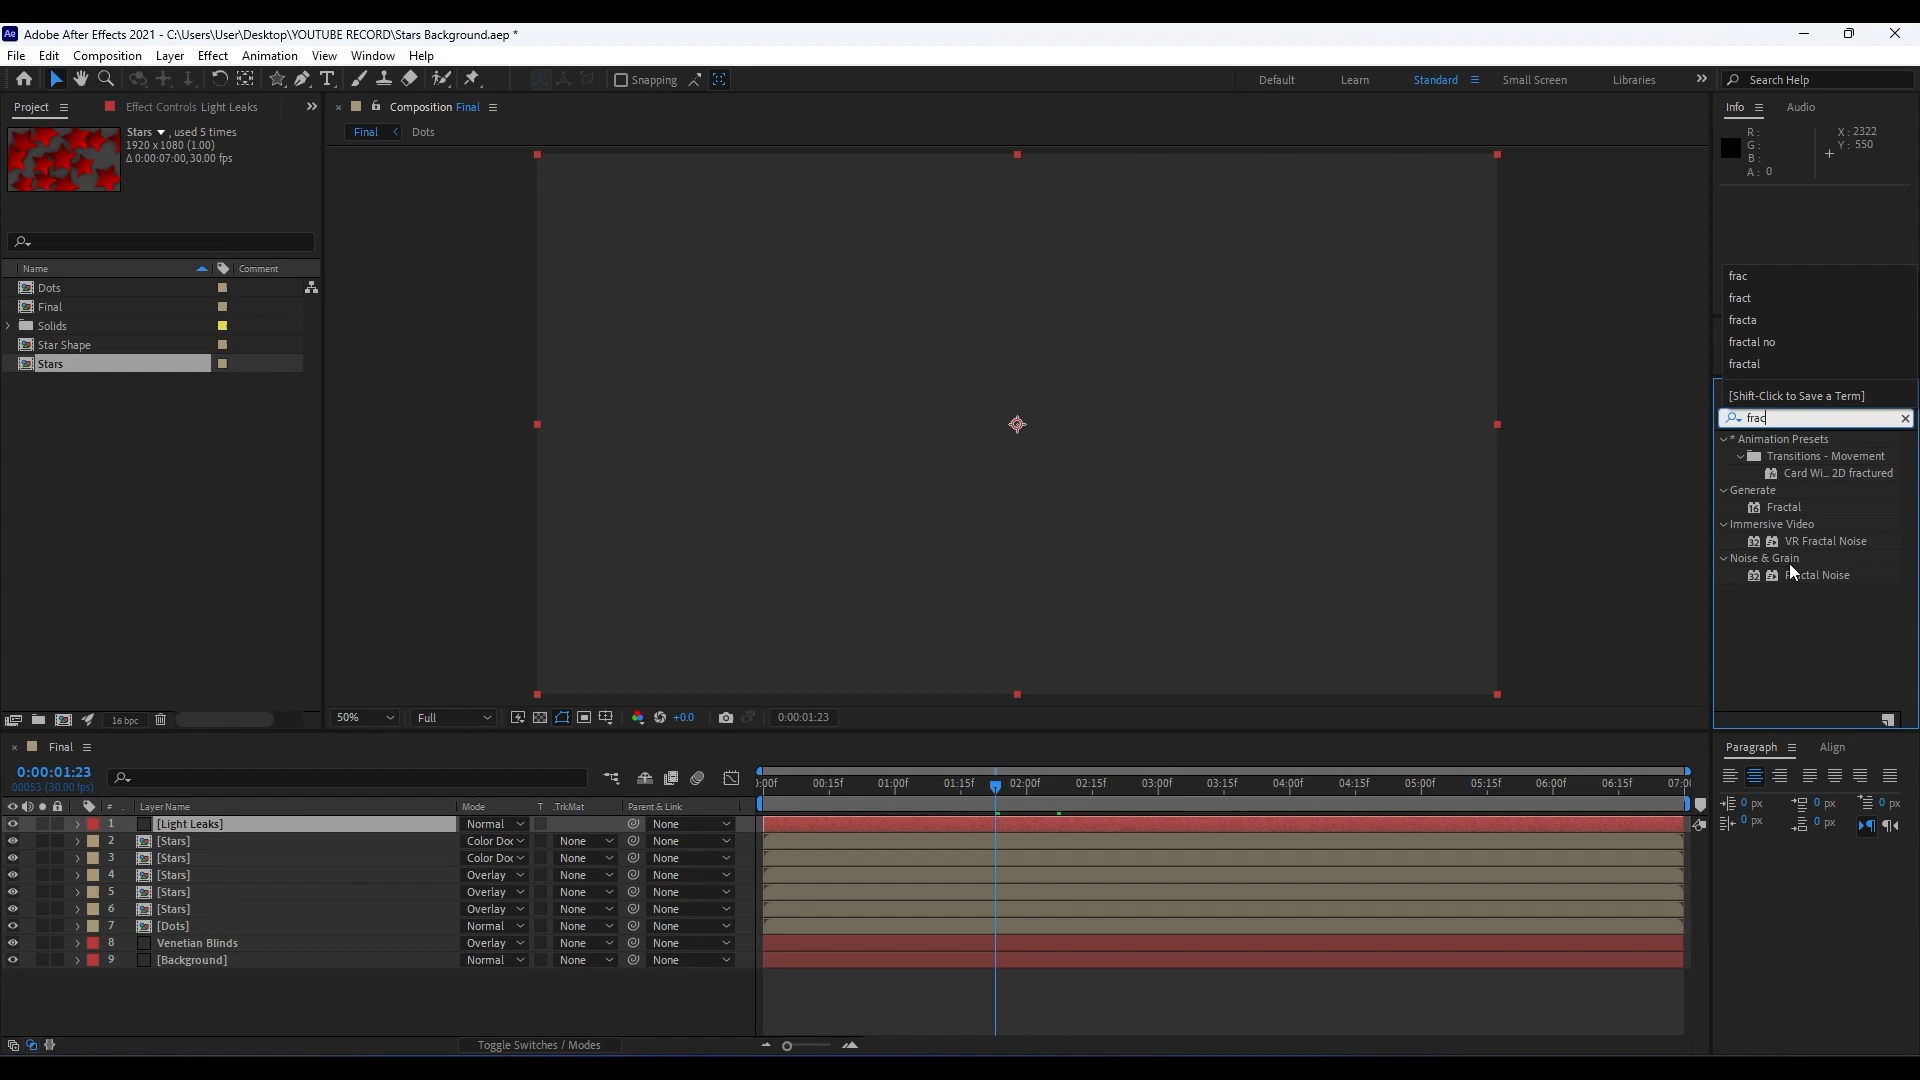 Adobe After Effects 2021 - C:\Users\User\Desktop\YOUTUBE RECORD\Stars Background.aep *
File Edit Composition Layer Effect Animation View Window Help
Snapping
Default Learn Standard Small Screen Libraries
Search Help
Project Effect Controls Light Leaks
Composition Final
Info Audio
Final Dots
Stars , used 5 times
1920 x 1080 (1.00)
Δ 0:00:07:00, 30.00 fps
R :
G :
B :
A : 0
X : 2322
Y : 550
Name Comment
Dots
Final
Solids
Star Shape
Stars
frac
fract
fracta
fractal no
fractal
[Shift-Click to Save a Term]
frac
* Animation Presets
Transitions - Movement
Card Wi... 2D fractured
Generate
16 Fractal
Immersive Video
32 VR Fractal Noise
Noise & Grain
32 Fractal Noise
16 bpc
50% Full +0.0 0:00:01:23
Final
0:00:01:23
00053 (30.00 fps)
:00f 00:15f 01:00f 01:15f 02:00f 02:15f 03:00f 03:15f 04:00f 04:15f 05:00f 05:15f 06:00f 06:15f 07:00
# Layer Name Mode T .TrkMat Parent & Link
1 [Light Leaks] Normal None
2 [Stars] Color Doc None None
3 [Stars] Color Doc None None
4 [Stars] Overlay None None
5 [Stars] Overlay None None
6 [Stars] Overlay None None
7 [Dots] Normal None None
8 Venetian Blinds Overlay None None
9 [Background] Normal None None
Toggle Switches / Modes
Paragraph Align
0 px 0 px 0 px
0 px 0 px